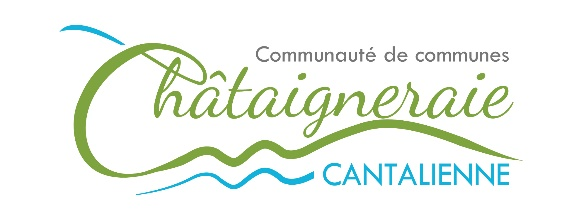 Communauté de communes
Châtaigneraie
CANTALIENNE